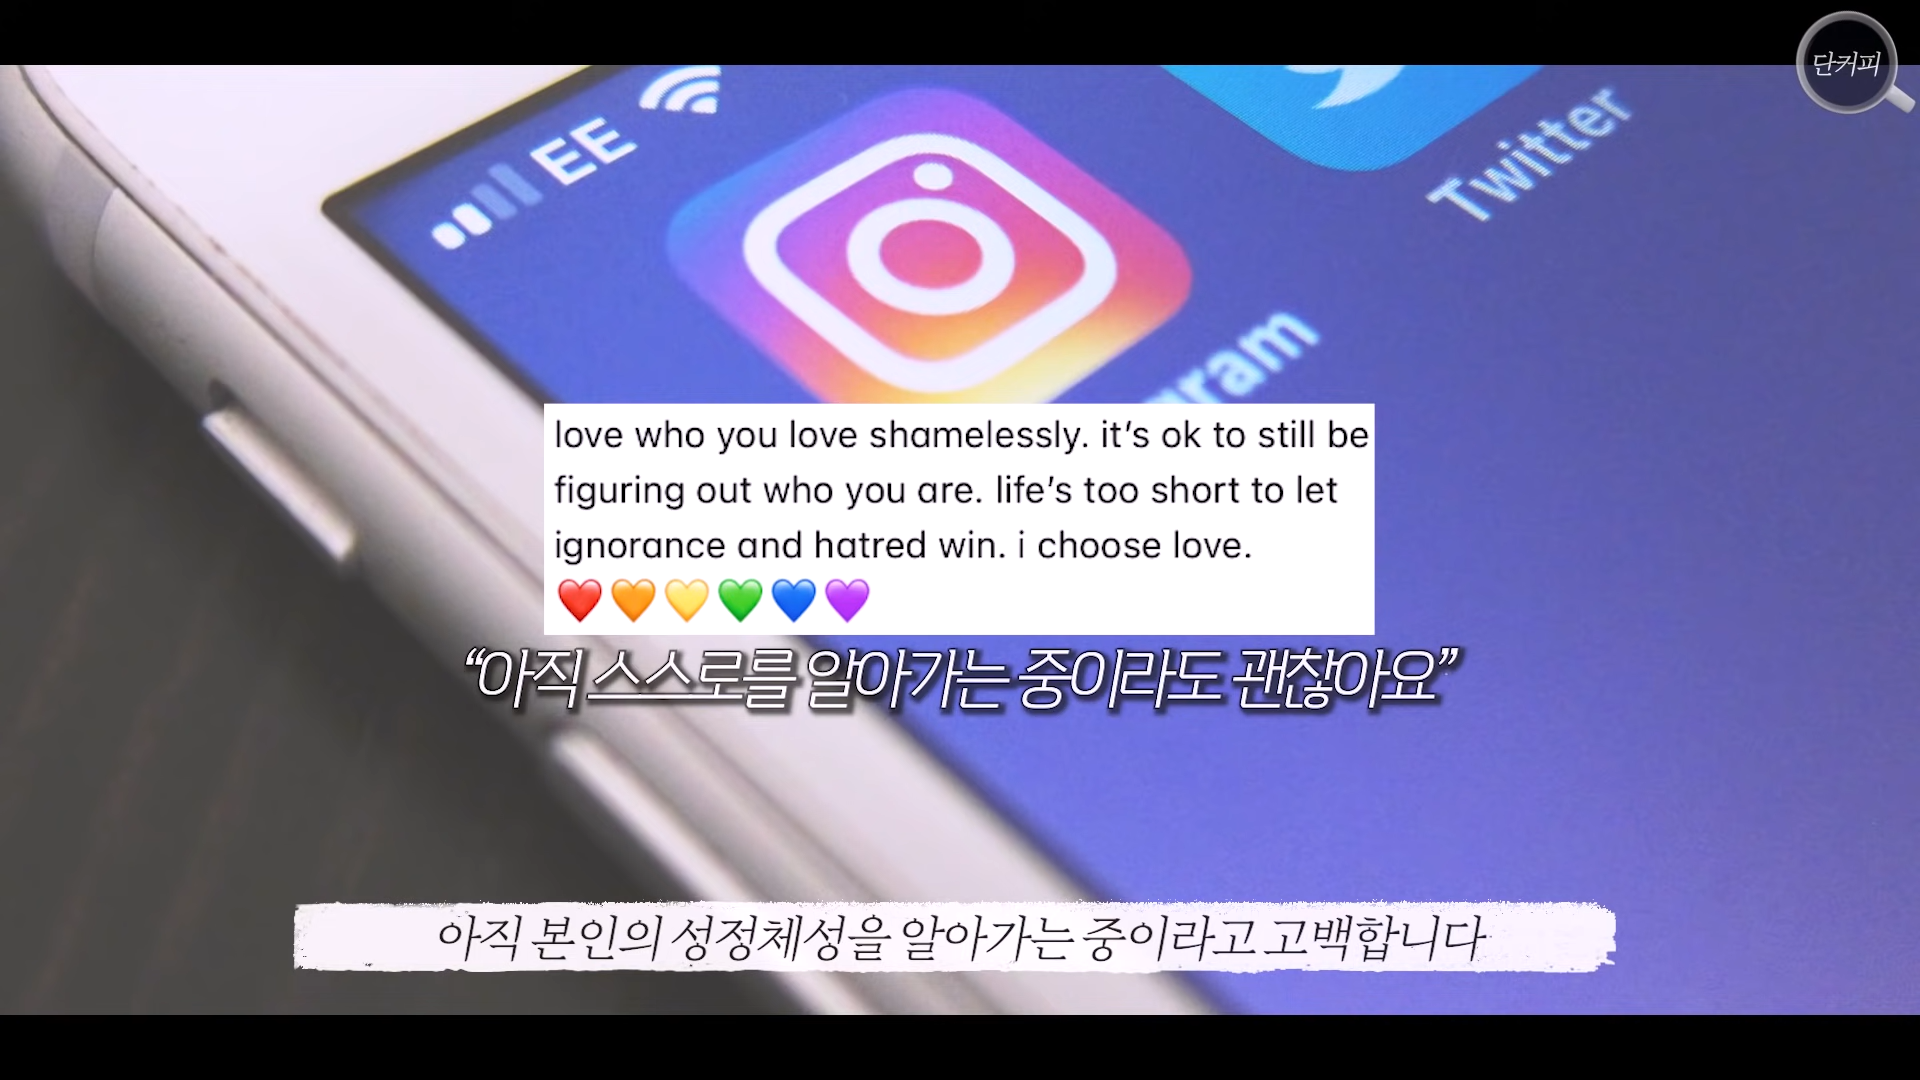 단커피
EE
Twitter
gram
love who you love shamelessly. it's ok to still be
figuring out who you are. life's too short to let
ignorance and hatred win. i choose love.
❤️🧡💛💚💙💜
“아직 스스로를 알아가는 중이라도 괜찮아요”
아직 본인의 성정체성을 알아가는 중이라고 고백합니다